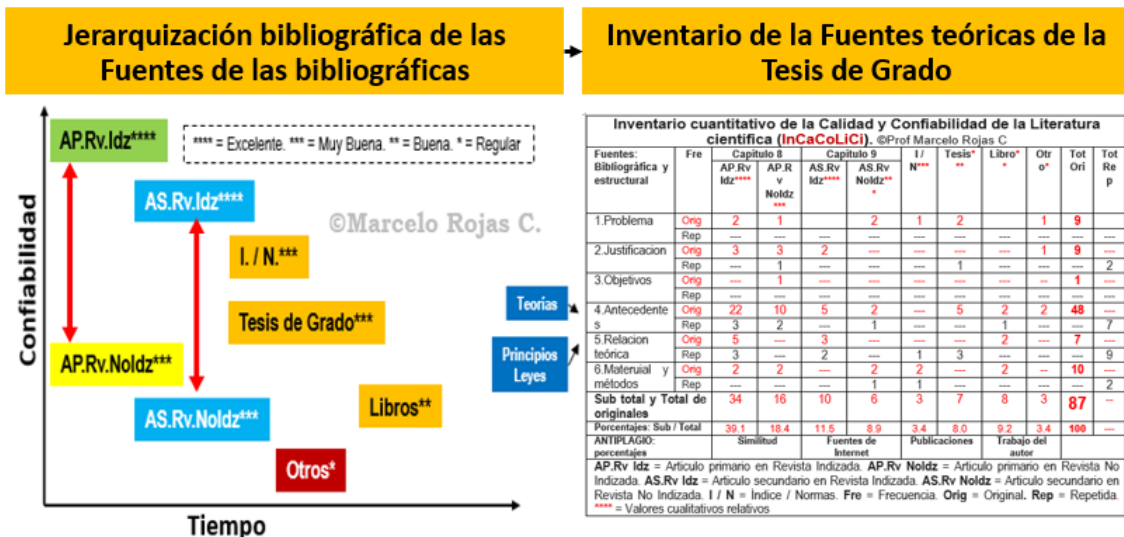 Jerarquización bibliográfica de las
Fuentes de las bibliográficas
Inventario de la Fuentes teóricas de la
Tesis de Grado
Confiabilidad
AP.Rv.Idz****
**** = Excelente. *** = Muy Buena. ** = Buena. * = Regular
AS.Rv.Idz****
©Marcelo Rojas C.
I. / N.***
Tesis de Grado***
AP.Rv.NoIdz***
AS.Rv.NoIdz***
Libros**
Otros*
Tiempo
Teorías
Principios
Leyes
Inventario cuantitativo de la Calidad y Confiabilidad de la Literatura
cientifica (InCaCoLiCi). ©Prof Marcelo Rojas C
Fuentes: Bibliográfica y estructural | Fre | Capitulo 8 | Capitulo 9 | I / N*** | Tesis*** | Libro** | Otro* | Tot Ori | Tot Rep
AP.Rv Idz**** | AP.Rv NoIdz *** | AS.Rv Idz**** | AS.Rv NoIdz***
1.Problema Orig 2 1 --- 2 1 2 1 9
Rep --- --- --- --- --- --- --- --- --- ---
2.Justificacion Orig 3 3 2 --- --- --- --- 1 9 ---
Rep --- 1 --- --- --- 1 --- --- --- 2
3.Objetivos Orig --- 1 --- --- --- --- --- -- 1 ---
Rep --- --- --- --- --- --- --- --- --- ---
4.Antecedentes Orig 22 10 5 2 --- 5 2 2 48 ---
Rep 3 2 --- 1 --- --- 1 --- --- 7
5.Relacion teórica Orig 5 --- 3 --- --- --- 2 --- 7 ---
Rep 3 --- 2 --- 1 3 --- --- --- 9
6.Materuial y métodos Orig 2 2 --- 2 2 --- 2 -- 10 ---
Rep --- --- --- 1 1 --- --- --- --- 2
Sub total y Total de originales 34 16 10 6 3 7 8 3 87 --
Porcentajes: Sub / Total 39.1 18.4 11.5 8.9 3.4 8.0 9.2 3.4 100 ---
ANTIPLAGIO: porcentajes | Similitud | Fuentes de Internet | Publicaciones | Trabajo del autor
AP.Rv Idz = Articulo primario en Revista Indizada. AP.Rv NoIdz = Articulo primario en Revista No
Indizada. AS.Rv Idz = Articulo secundario en Revista Indizada. AS.Rv NoIdz = Articulo secundario en
Revista No Indizada. I / N = Índice / Normas. Fre = Frecuencia. Orig = Original. Rep = Repetida.
**** = Valores cualitativos relativos